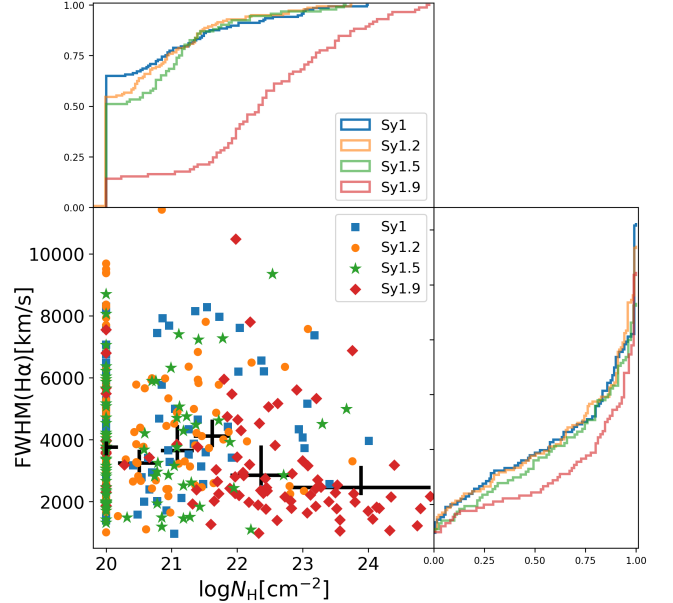 1.00
0.75
0.50
0.25
0.00
Sy1
Sy1.2
Sy1.5
Sy1.9
Sy1
Sy1.2
Sy1.5
Sy1.9
10000
8000
6000
4000
2000
FWHM(Hα)[km/s]
20 21 22 23 24
logN_H[cm⁻²]
0.00 0.25 0.50 0.75 1.00